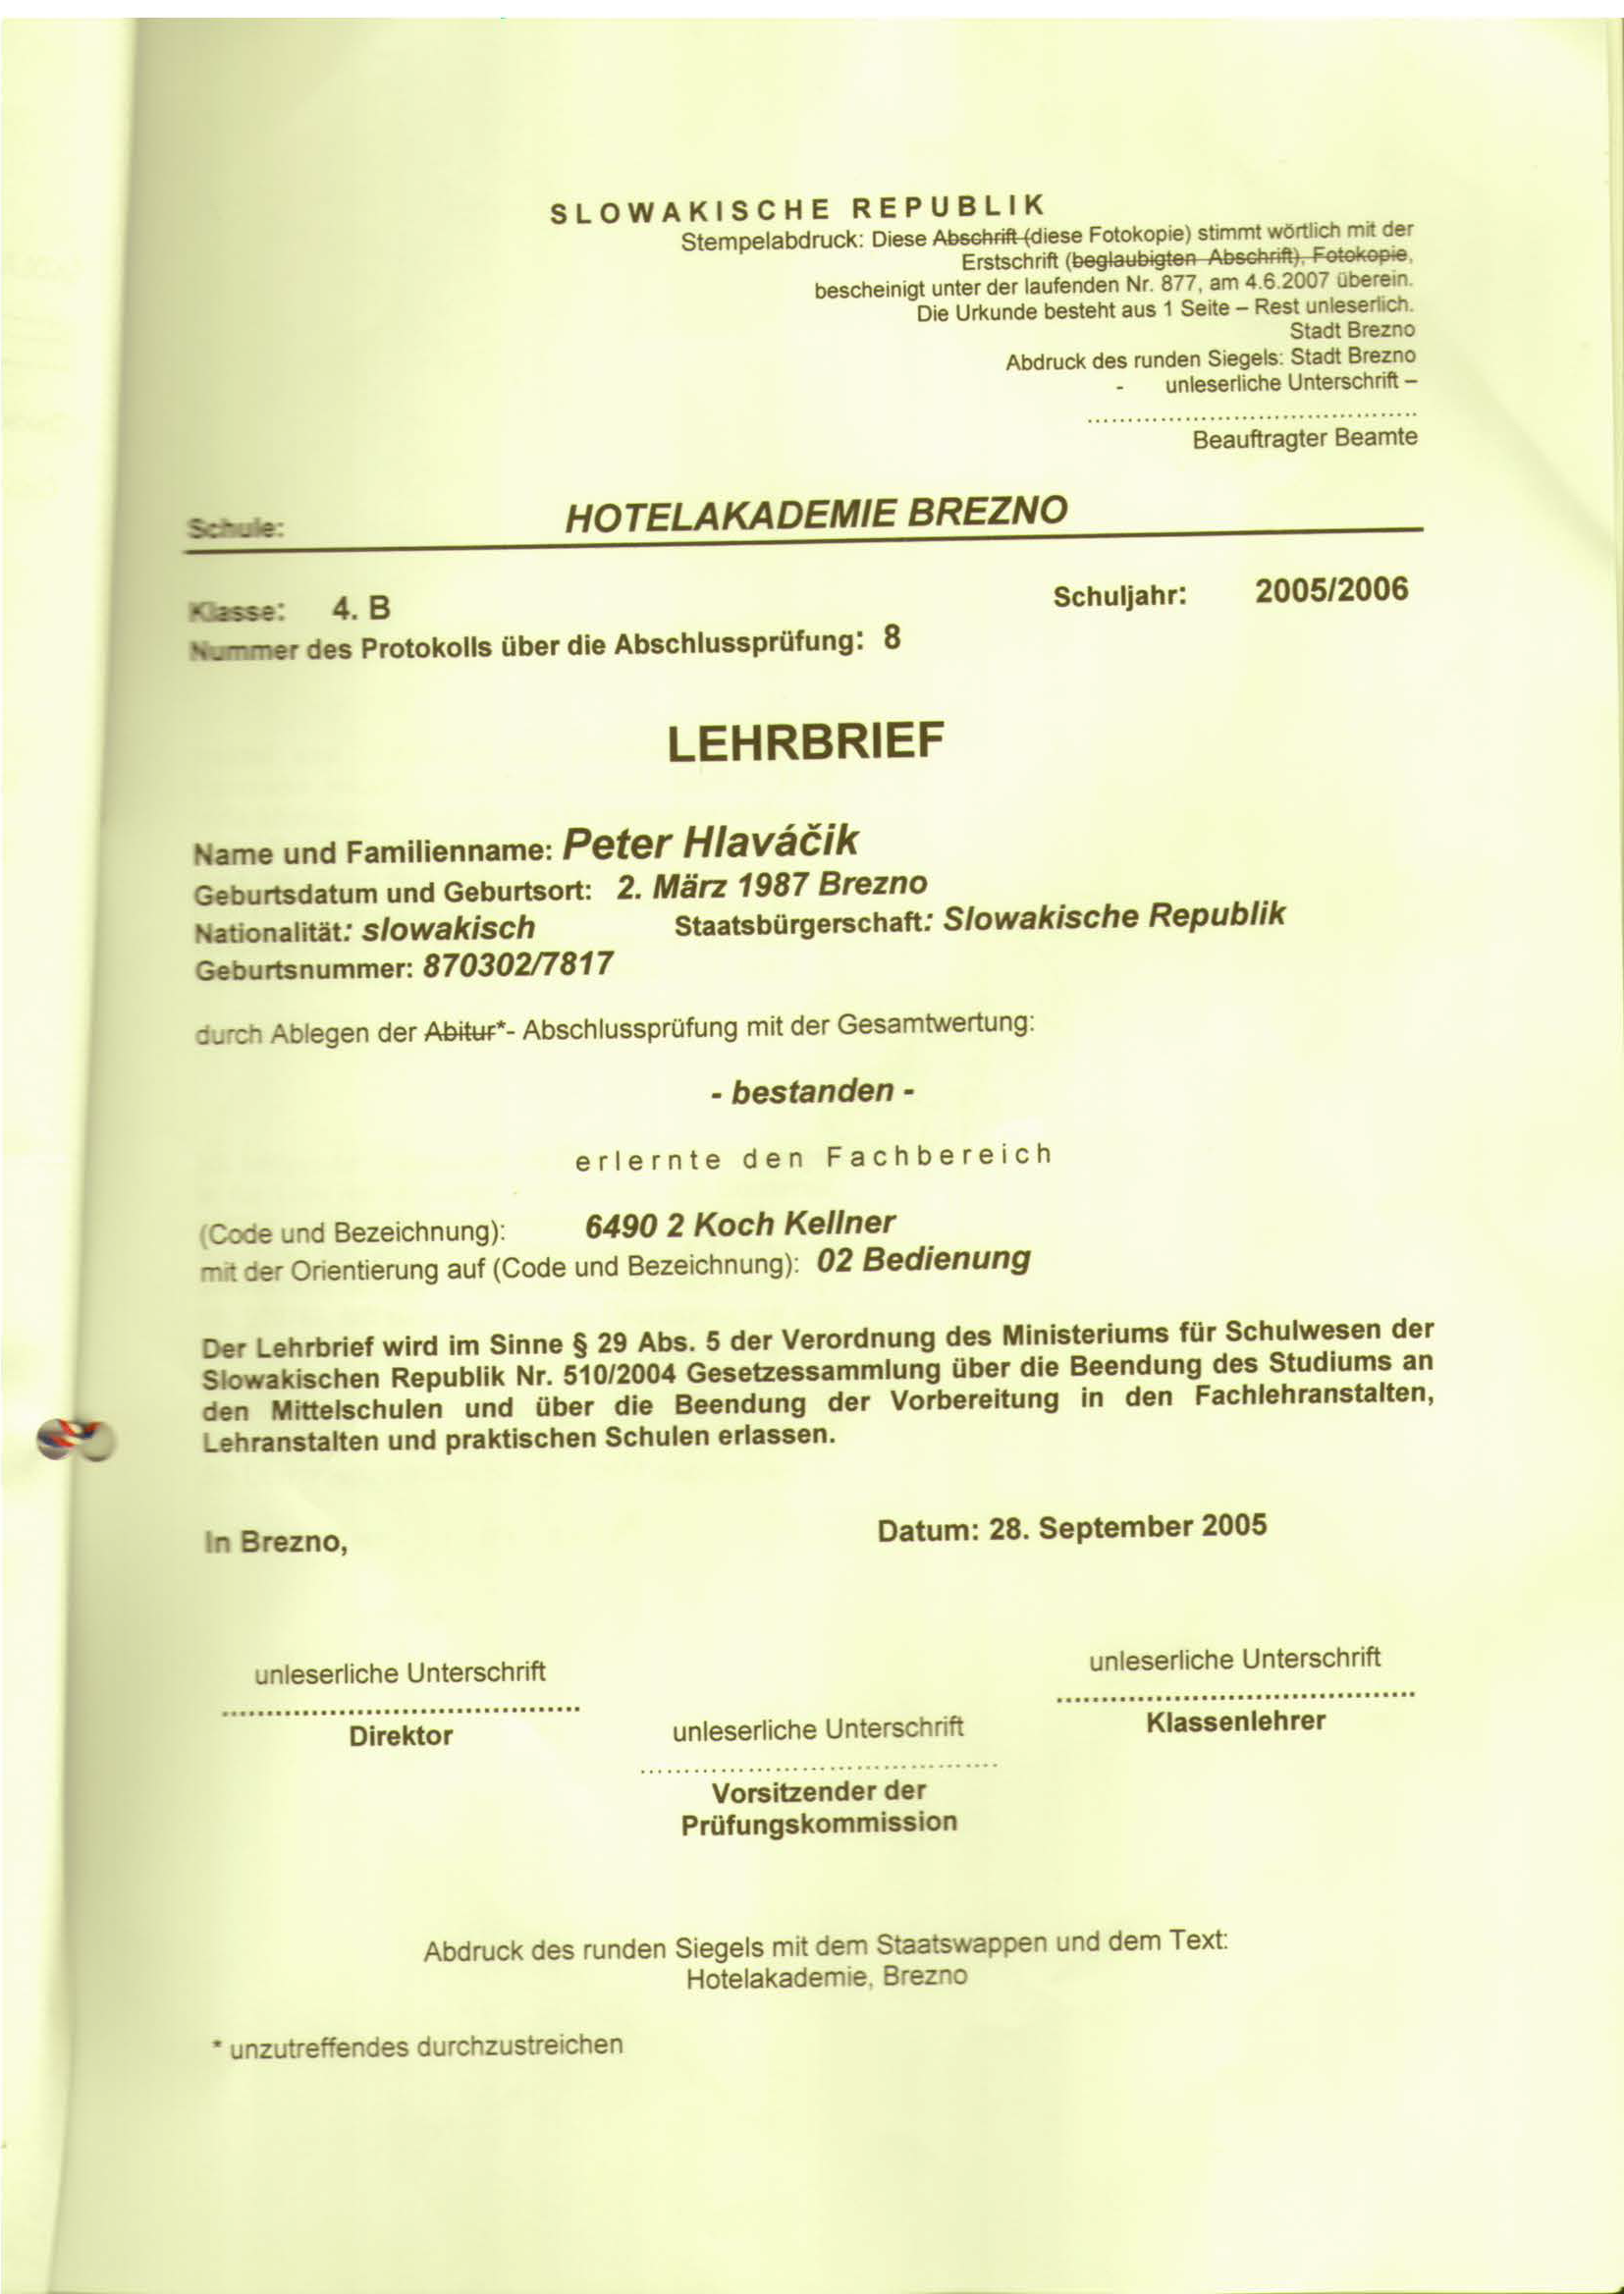 SLOWAKISCHE REPUBLIK
Stempelabdruck: Diese Abschrift (diese Fotokopie) stimmt wörtlich mit der
Erstschrift (beglaubigten Abschrift), Fotokopie,
bescheinigt unter der laufenden Nr. 877, am 4.6.2007 überein.
Die Urkunde besteht aus 1 Seite – Rest unleserlich.
Stadt Brezno
Abdruck des runden Siegels: Stadt Brezno
- unleserliche Unterschrift –
Beauftragter Beamte
Schule: HOTELAKADEMIE BREZNO
Klasse: 4. B Schuljahr: 2005/2006
Nummer des Protokolls über die Abschlussprüfung: 8
LEHRBRIEF
Name und Familienname: Peter Hlaváčik
Geburtsdatum und Geburtsort: 2. März 1987 Brezno
Nationalität: slowakisch Staatsbürgerschaft: Slowakische Republik
Geburtsnummer: 870302/7817
durch Ablegen der Abitur*- Abschlussprüfung mit der Gesamtwertung:
- bestanden -
erlernte den Fachbereich
(Code und Bezeichnung): 6490 2 Koch Kellner
mit der Orientierung auf (Code und Bezeichnung): 02 Bedienung
Der Lehrbrief wird im Sinne § 29 Abs. 5 der Verordnung des Ministeriums für Schulwesen der
Slowakischen Republik Nr. 510/2004 Gesetzessammlung über die Beendung des Studiums an
den Mittelschulen und über die Beendung der Vorbereitung in den Fachlehranstalten,
Lehranstalten und praktischen Schulen erlassen.
In Brezno, Datum: 28. September 2005
unleserliche Unterschrift unleserliche Unterschrift
Direktor unleserliche Unterschrift Klassenlehrer
Vorsitzender der
Prüfungskommission
Abdruck des runden Siegels mit dem Staatswappen und dem Text:
Hotelakademie, Brezno
* unzutreffendes durchzustreichen